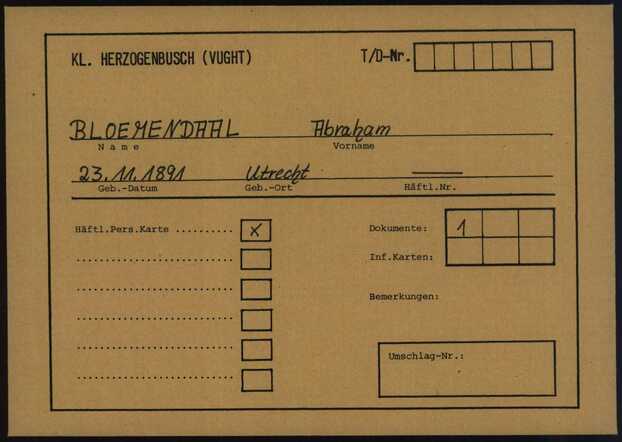 KL. HERZOGENBUSCH (VUGHT) T/D-Nr.
BLOEMENDAAL Abraham
Name Vorname
23.11.1891 Utrecht —
Geb.-Datum Geb.-Ort Häftl.Nr.
Häftl.Pers.Karte .......... X
Dokumente: 1
Inf.Karten:
Bemerkungen:
Umschlag-Nr.: